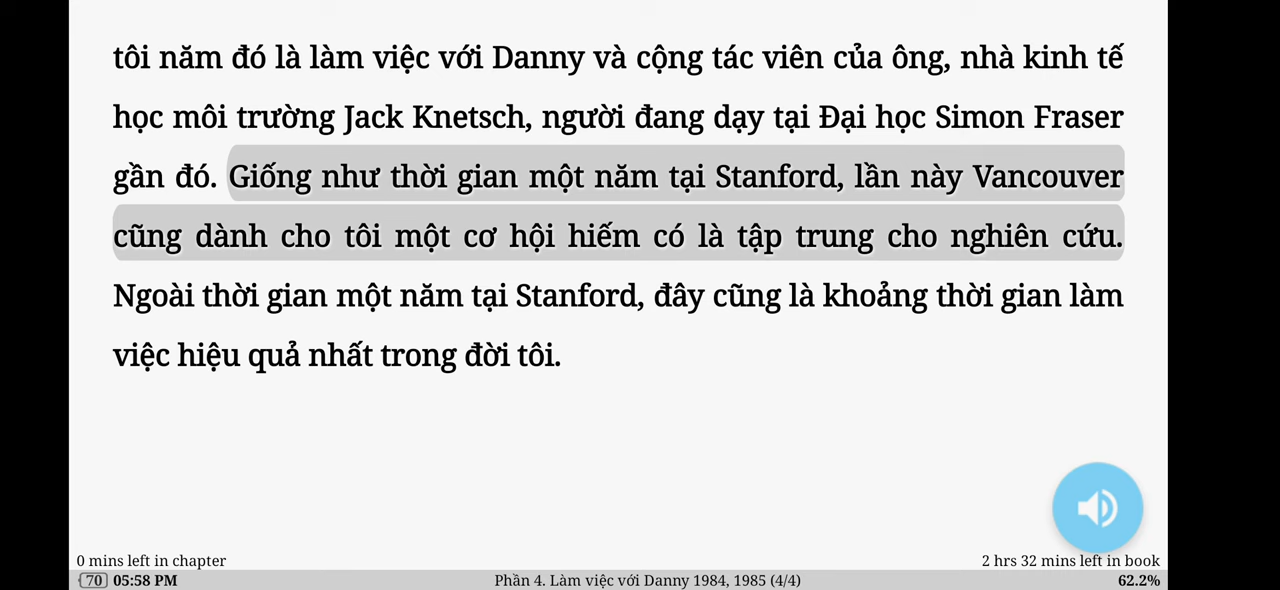 tôi năm đó là làm việc với Danny và cộng tác viên của ông, nhà kinh tế
học môi trường Jack Knetsch, người đang dạy tại Đại học Simon Fraser
gần đó. Giống như thời gian một năm tại Stanford, lần này Vancouver
cũng dành cho tôi một cơ hội hiếm có là tập trung cho nghiên cứu.
Ngoài thời gian một năm tại Stanford, đây cũng là khoảng thời gian làm
việc hiệu quả nhất trong đời tôi.
0 mins left in chapter 2 hrs 32 mins left in book
70 05:58 PM Phần 4. Làm việc với Danny 1984, 1985 (4/4) 62.2%